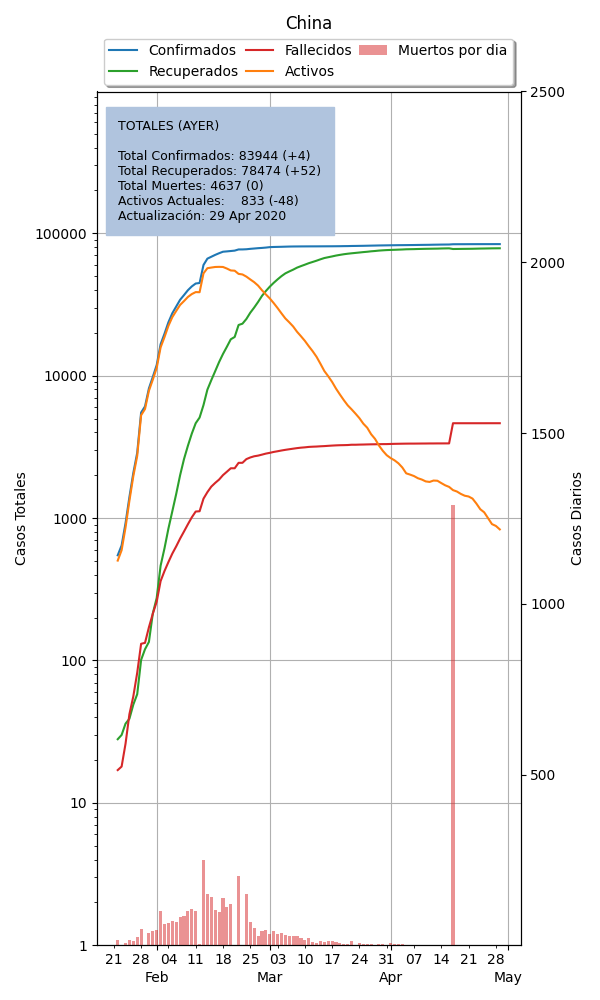 China
Confirmados
Recuperados
Fallecidos
Activos
Muertos por dia
TOTALES (AYER)
Total Confirmados: 83944 (+4)
Total Recuperados: 78474 (+52)
Total Muertes: 4637 (0)
Activos Actuales:    833 (-48)
Actualización: 29 Apr 2020
Casos Totales
100000
10000
1000
100
10
1
2500
2000
1500
1000
500
Casos Diarios
21 28 04 11 18 25 03 10 17 24 31 07 14 21 28
Feb Mar Apr May